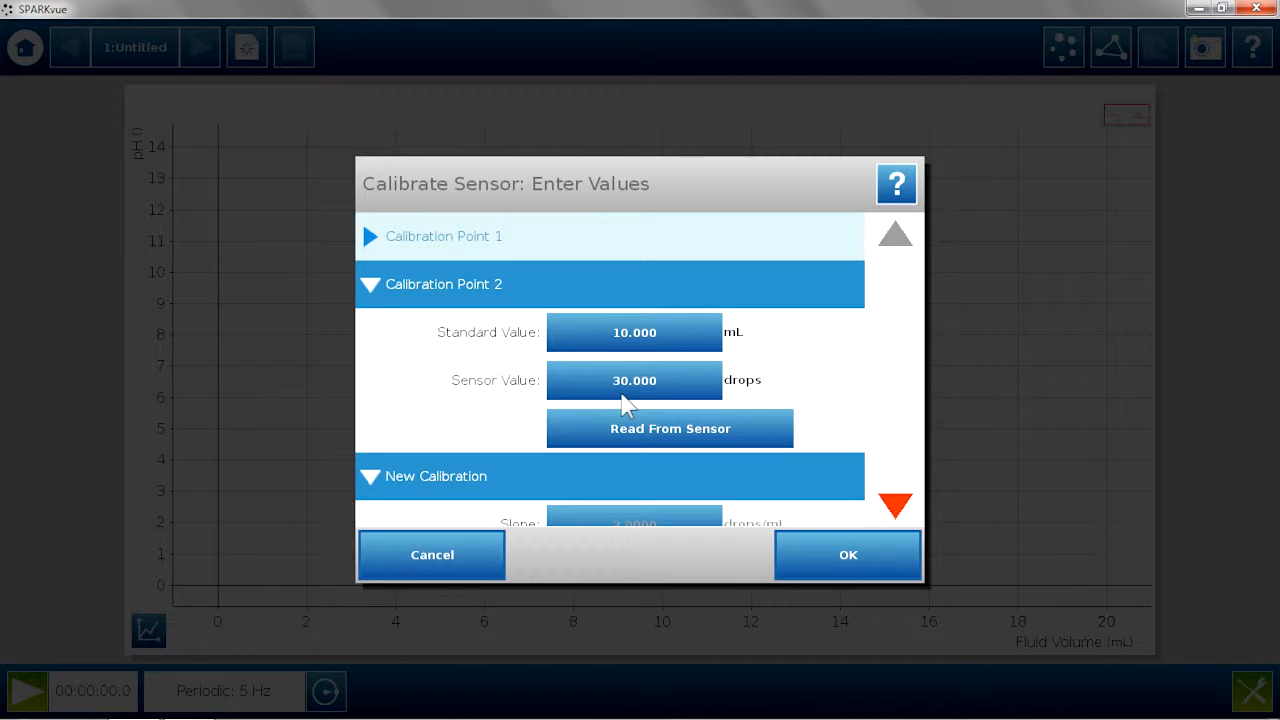 SPARKvue
1:Untitled
?
pH ()
14
13
12
11
10
9
8
7
6
5
4
3
2
1
0
Calibrate Sensor: Enter Values
?
Calibration Point 1
Calibration Point 2
Standard Value: 10.000 mL
Sensor Value: 30.000 drops
Read From Sensor
New Calibration
Slope: 3.0000 drops/mL
Cancel
OK
0 2 4 6 8 10 12 14 16 18 20
Fluid Volume (mL)
00:00:00.0
Periodic: 5 Hz